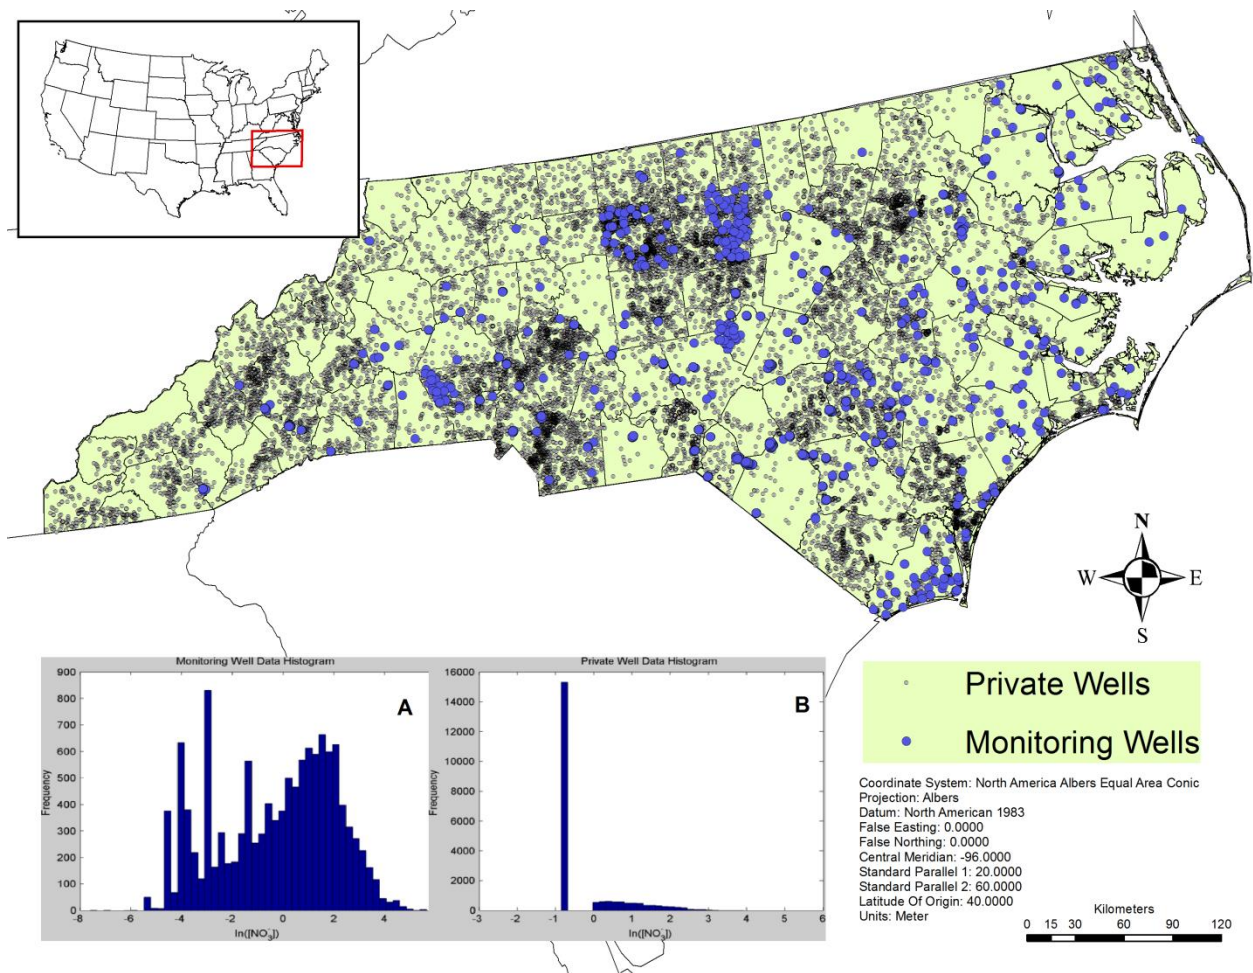 N
W
E
S
Monitoring Well Data Histogram
A
Frequency
900
800
700
600
500
400
300
200
100
0
-8
-6
-4
-2
0
2
4
ln([NO₃⁻])
Private Well Data Histogram
B
Frequency
16000
14000
12000
10000
8000
6000
4000
2000
0
-3
-2
-1
0
1
2
3
4
5
6
ln([NO₃⁻])
Private Wells
Monitoring Wells
Coordinate System: North America Albers Equal Area Conic
Projection: Albers
Datum: North American 1983
False Easting: 0.0000
False Northing: 0.0000
Central Meridian: -96.0000
Standard Parallel 1: 20.0000
Standard Parallel 2: 60.0000
Latitude Of Origin: 40.0000
Units: Meter
Kilometers
0 15 30 60 90 120